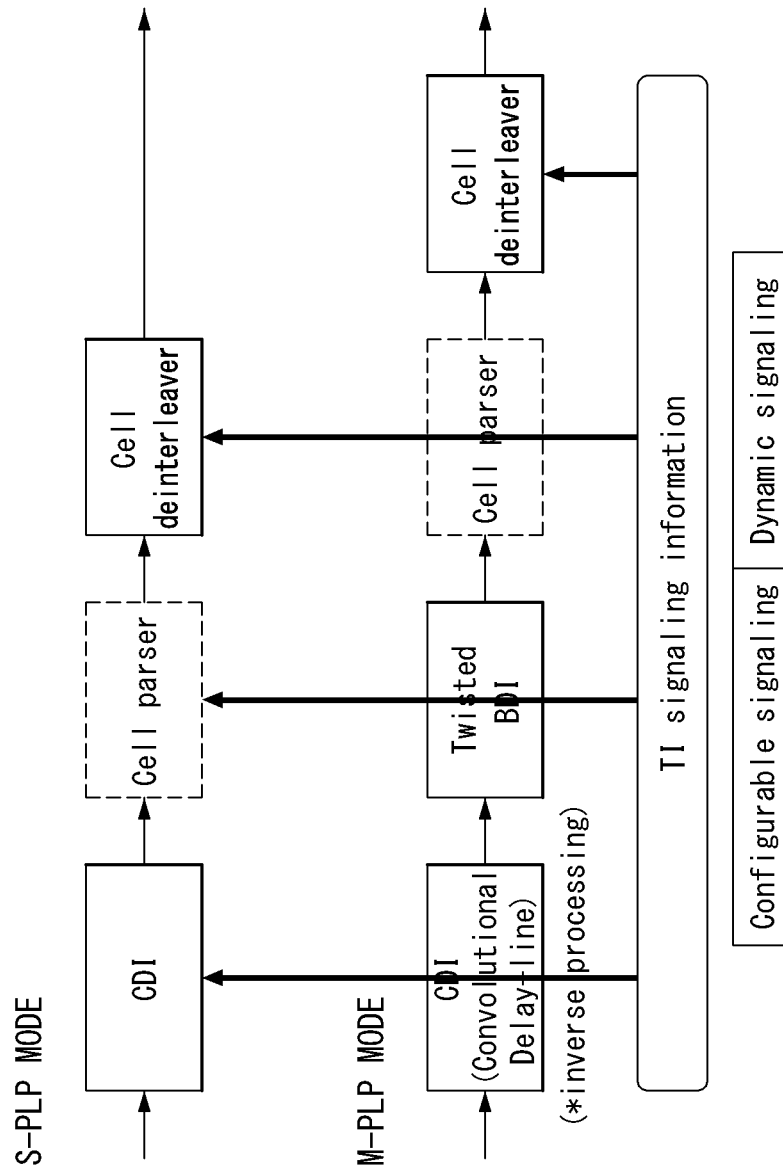 S-PLP MODE
CDI
Cell parser
Cell
deinterleaver
M-PLP MODE
CDI
(Convolutional
Delay-line)
(*inverse processing)
Twisted
BDI
Cell parser
Cell
deinterleaver
TI signaling information
Configurable signaling
Dynamic signaling